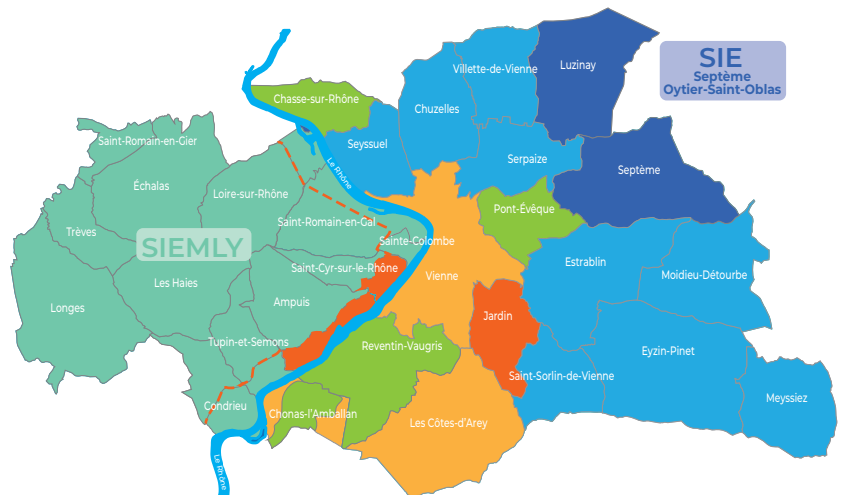 SIE
Septème
Oytier-Saint-Oblas
Luzinay
Villette-de-Vienne
Chasse-sur-Rhône
Chuzelles
Saint-Romain-en-Gier
Seyssuel
Serpaize
Septème
Le Rhône
Échalas
Loire-sur-Rhône
Pont-Évêque
Saint-Romain-en-Gal
Trèves
Sainte-Colombe
SIEMLY
Estrablin
Saint-Cyr-sur-le-Rhône
Vienne
Moidieu-Détourbe
Les Haies
Ampuis
Longes
Jardin
Tupin-et-Semons
Reventin-Vaugris
Eyzin-Pinet
Saint-Sorlin-de-Vienne
Meyssiez
Condrieu
Chonas-l'Amballan
Les Côtes-d'Arey
Le Rhône